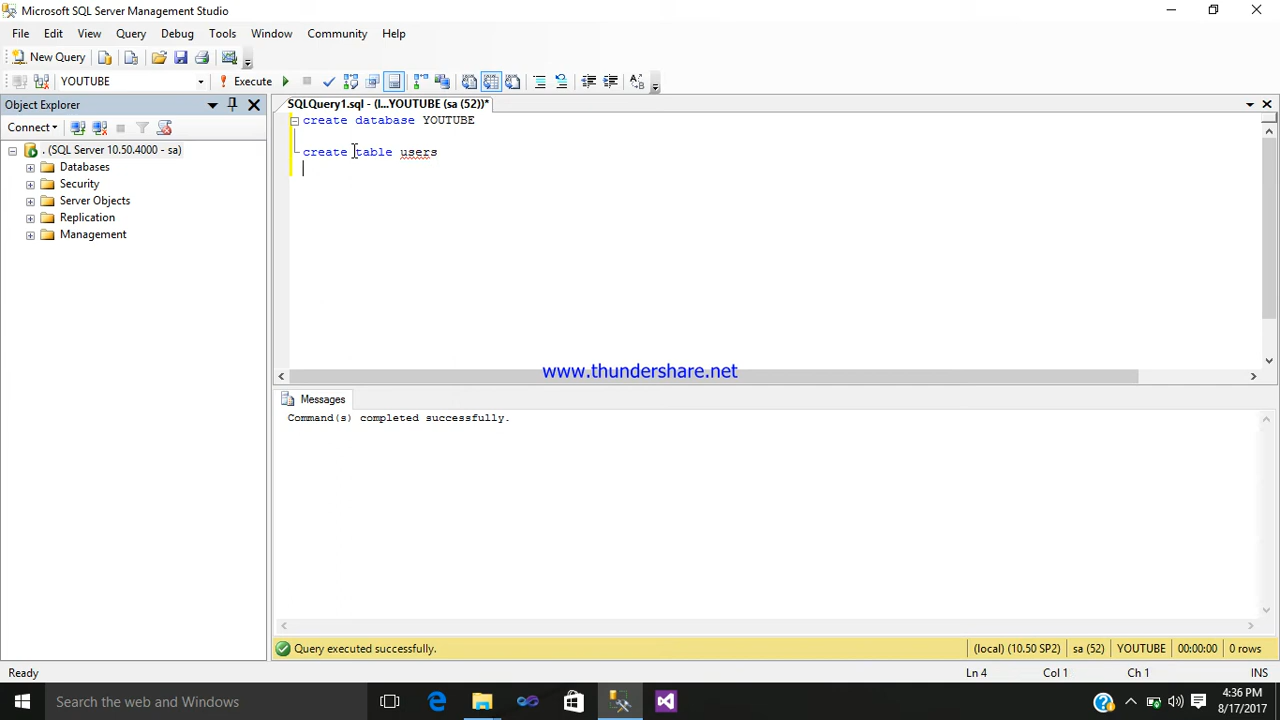 Microsoft SQL Server Management Studio
File Edit View Query Debug Tools Window Community Help
New Query
YOUTUBE Execute
Object Explorer
SQLQuery1.sql - (l...YOUTUBE (sa (52))*
Connect
. (SQL Server 10.50.4000 - sa)
Databases
Security
Server Objects
Replication
Management
create database YOUTUBE
create table users
www.thundershare.net
Messages
Command(s) completed successfully.
Query executed successfully.
(local) (10.50 SP2) sa (52) YOUTUBE 00:00:00 0 rows
Ready Ln 4 Col 1 Ch 1 INS
Search the web and Windows
4:36 PM
8/17/2017